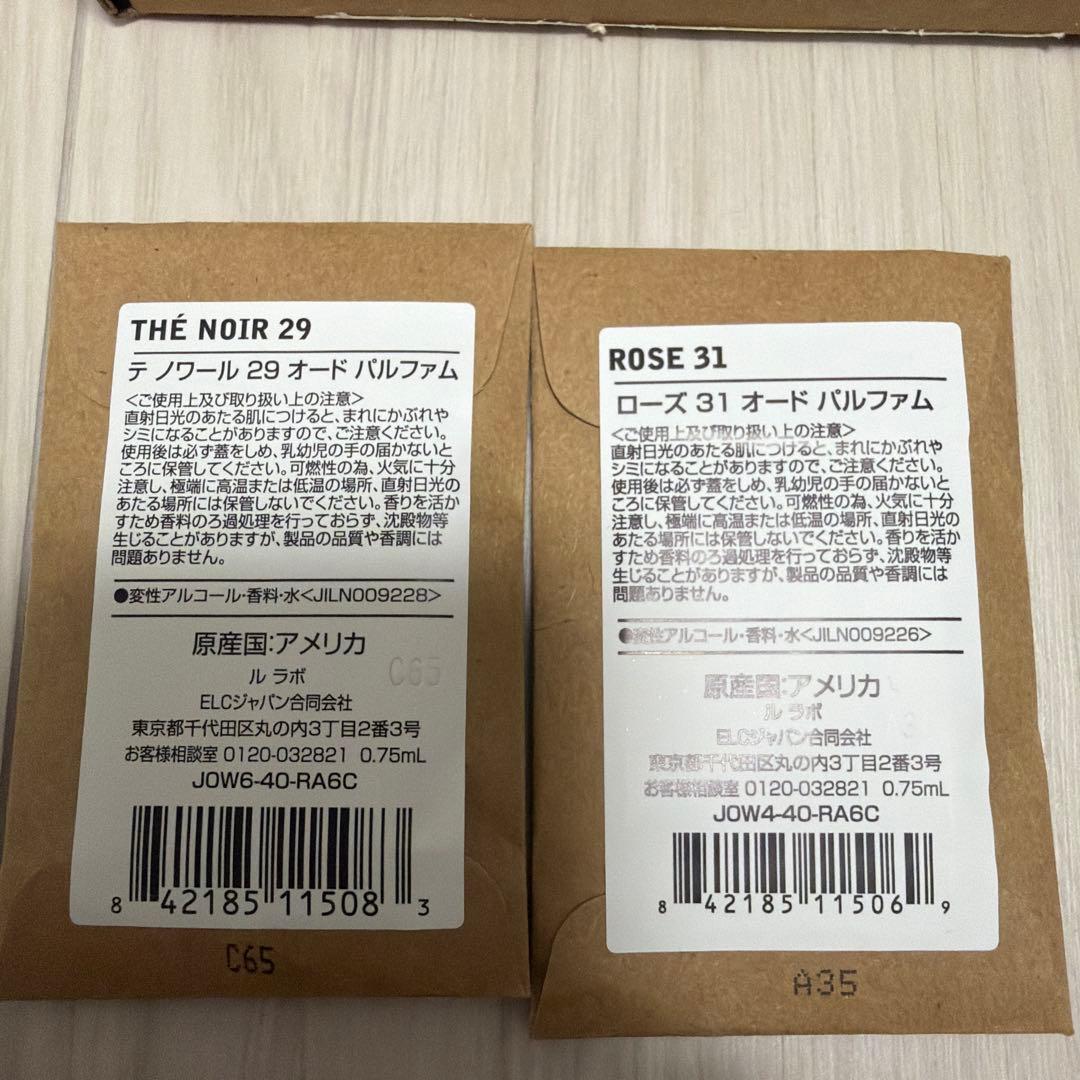 THÉ NOIR 29
テ ノワール 29 オード パルファム
<ご使用上及び取り扱い上の注意>
直射日光のあたる肌につけると、まれにかぶれや
シミになることがありますので、ご注意ください。
使用後は必ず蓋をしめ、乳幼児の手の届かないと
ころに保管してください。可燃性の為、火気に十分
注意し、極端に高温または低温の場所、直射日光の
あたる場所には保管しないでください。香りを活か
すため香料のろ過処理を行っておらず、沈殿物等
生じることがありますが、製品の品質や香調には
問題ありません。
●変性アルコール・香料・水<JILN009228>
原産国:アメリカ
C65
ル ラボ
ELCジャパン合同会社
東京都千代田区丸の内3丁目2番3号
お客様相談室 0120-032821 0.75mL
J0W6-40-RA6C
8 42185 11508 3
C65
ROSE 31
ローズ 31 オード パルファム
<ご使用上及び取り扱い上の注意>
直射日光のあたる肌につけると、まれにかぶれや
シミになることがありますので、ご注意ください。
使用後は必ず蓋をしめ、乳幼児の手の届かないと
ころに保管してください。可燃性の為、火気に十分
注意し、極端に高温または低温の場所、直射日光の
あたる場所には保管しないでください。香りを活か
すため香料のろ過処理を行っておらず、沈殿物等
生じることがありますが、製品の品質や香調には
問題ありません。
●変性アルコール・香料・水<JILN009226>
原産国:アメリカ
ル ラボ
ELCジャパン合同会社
東京都千代田区丸の内3丁目2番3号
お客様相談室 0120-032821 0.75mL
J0W4-40-RA6C
8 42185 11506 9
A35